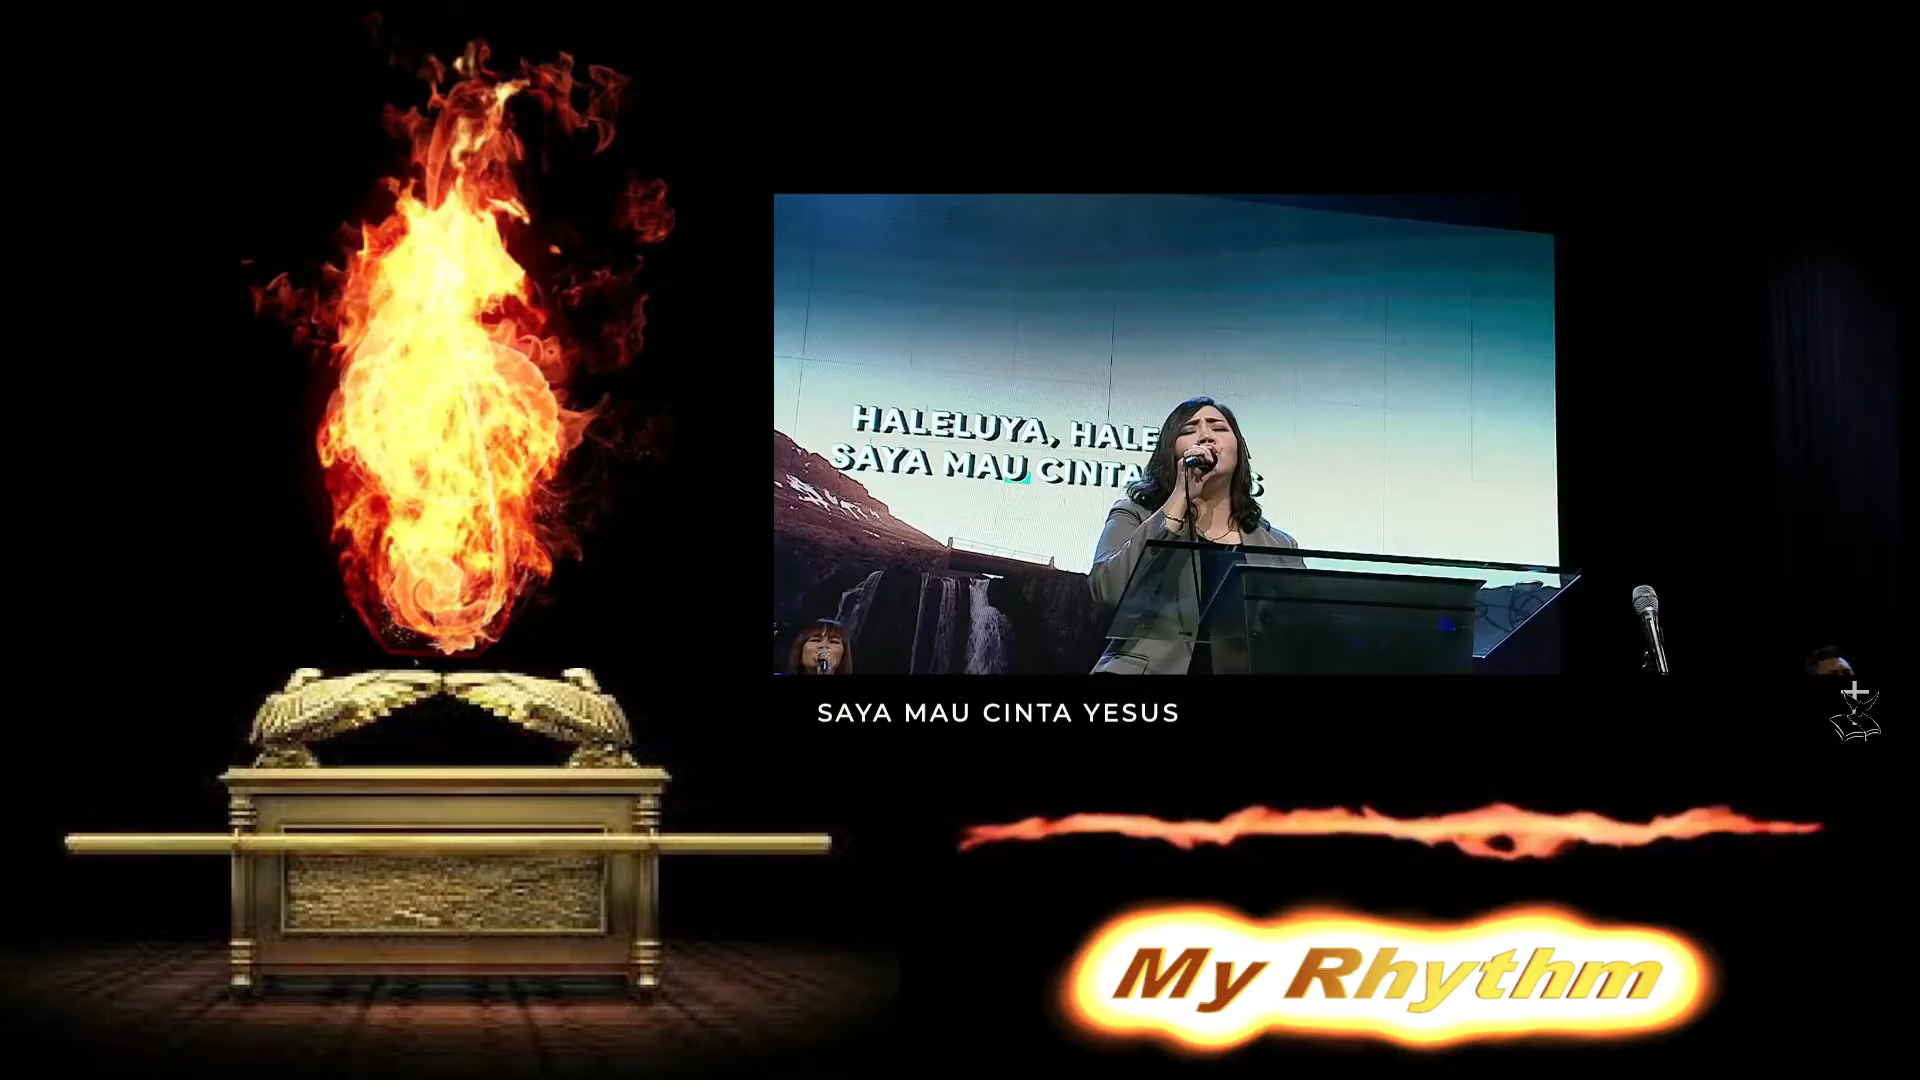 HALELUYA, HALE
SAYA MAU CINTA
SAYA MAU CINTA YESUS
My Rhythm